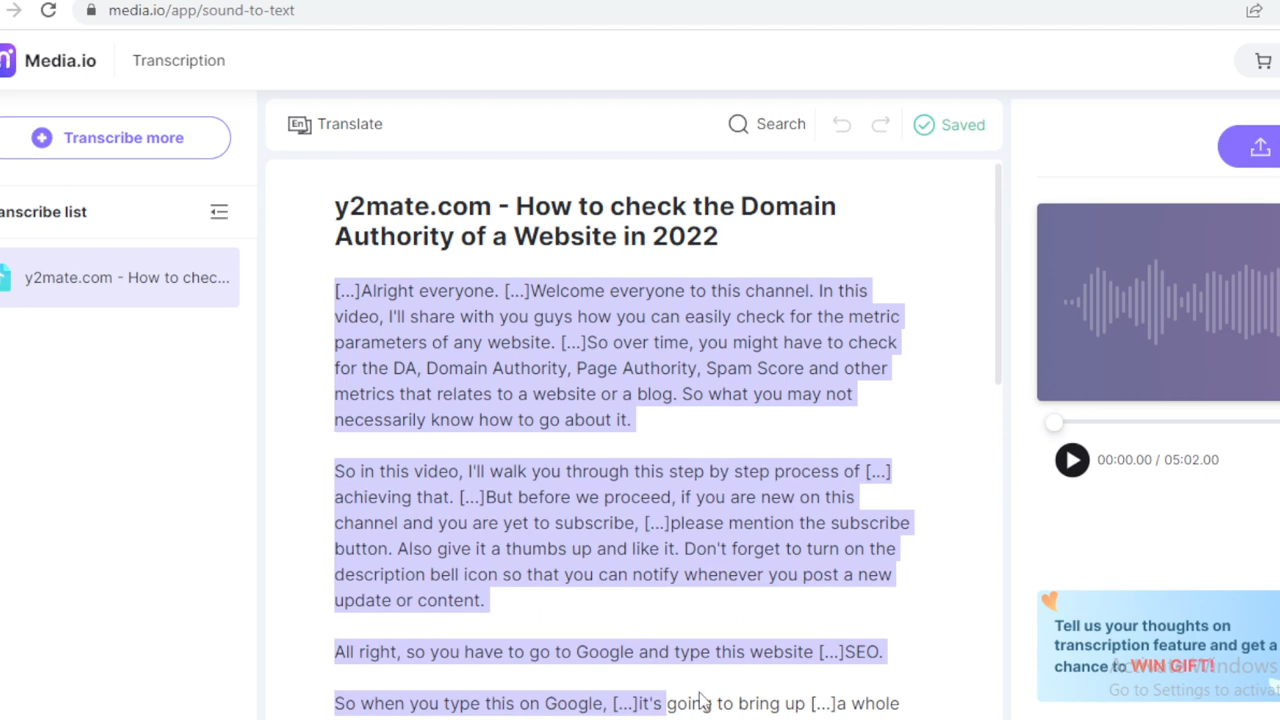 media.io/app/sound-to-text
Media.io
Transcription
Transcribe more
Translate
Search
Saved
anscribe list
y2mate.com - How to chec...
y2mate.com - How to check the Domain
Authority of a Website in 2022
[...]Alright everyone. [...]Welcome everyone to this channel. In this
video, I'll share with you guys how you can easily check for the metric
parameters of any website. [...]So over time, you might have to check
for the DA, Domain Authority, Page Authority, Spam Score and other
metrics that relates to a website or a blog. So what you may not
necessarily know how to go about it.
So in this video, I'll walk you through this step by step process of [...]
achieving that. [...]But before we proceed, if you are new on this
channel and you are yet to subscribe, [...]please mention the subscribe
button. Also give it a thumbs up and like it. Don't forget to turn on the
description bell icon so that you can notify whenever you post a new
update or content.
All right, so you have to go to Google and type this website [...]SEO.
So when you type this on Google, [...]it's going to bring up [...]a whole
00:00.00 / 05:02.00
Tell us your thoughts on
transcription feature and get a
chance to WIN GIFT!
Activate Windows
Go to Settings to activat